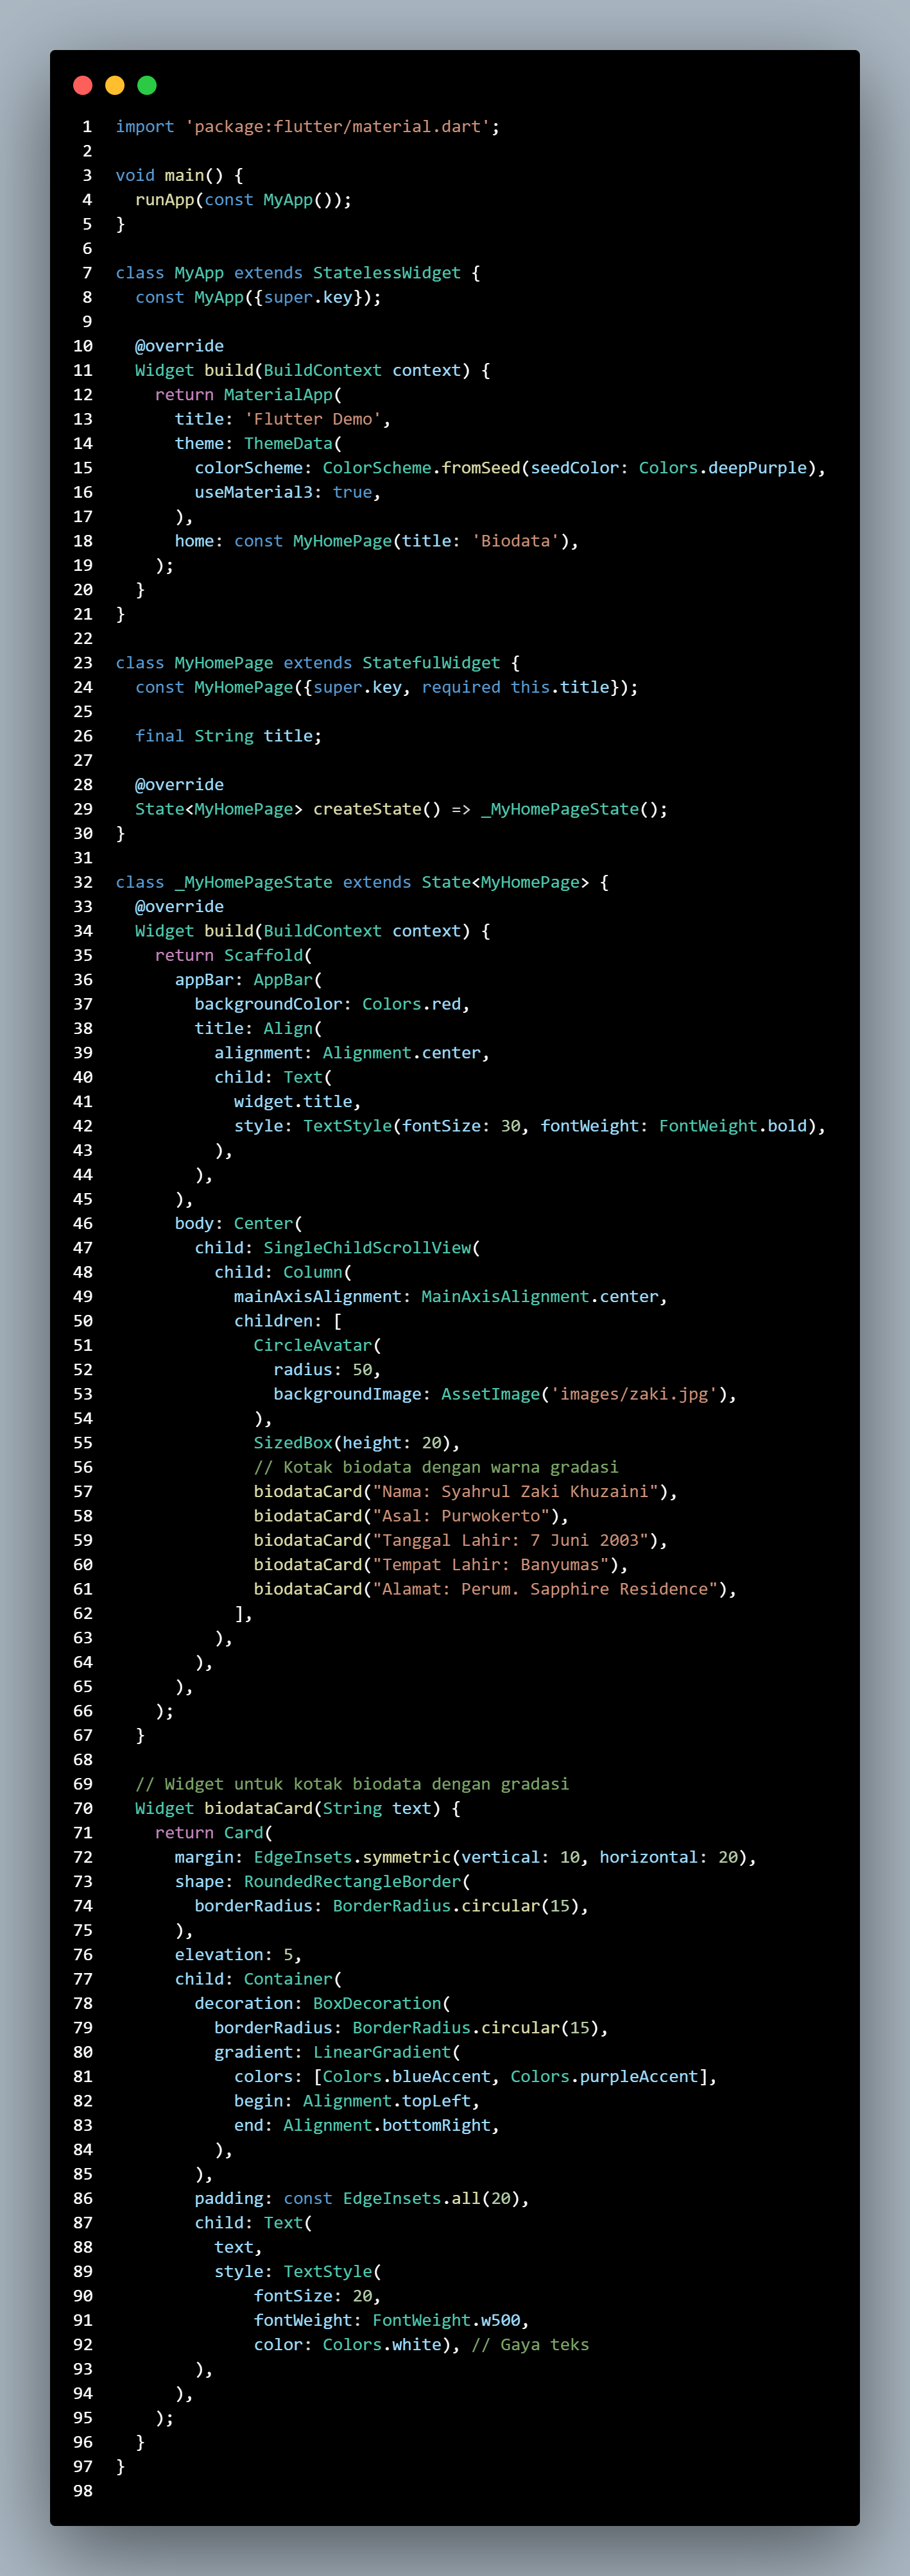 1 import 'package:flutter/material.dart';
2
3 void main() {
4   runApp(const MyApp());
5 }
6
7 class MyApp extends StatelessWidget {
8   const MyApp({super.key});
9
10   @override
11   Widget build(BuildContext context) {
12     return MaterialApp(
13       title: 'Flutter Demo',
14       theme: ThemeData(
15         colorScheme: ColorScheme.fromSeed(seedColor: Colors.deepPurple),
16         useMaterial3: true,
17       ),
18       home: const MyHomePage(title: 'Biodata'),
19     );
20   }
21 }
22
23 class MyHomePage extends StatefulWidget {
24   const MyHomePage({super.key, required this.title});
25
26   final String title;
27
28   @override
29   State<MyHomePage> createState() => _MyHomePageState();
30 }
31
32 class _MyHomePageState extends State<MyHomePage> {
33   @override
34   Widget build(BuildContext context) {
35     return Scaffold(
36       appBar: AppBar(
37         backgroundColor: Colors.red,
38         title: Align(
39           alignment: Alignment.center,
40           child: Text(
41             widget.title,
42             style: TextStyle(fontSize: 30, fontWeight: FontWeight.bold),
43           ),
44         ),
45       ),
46       body: Center(
47         child: SingleChildScrollView(
48           child: Column(
49             mainAxisAlignment: MainAxisAlignment.center,
50             children: [
51               CircleAvatar(
52                 radius: 50,
53                 backgroundImage: AssetImage('images/zaki.jpg'),
54               ),
55               SizedBox(height: 20),
56               // Kotak biodata dengan warna gradasi
57               biodataCard("Nama: Syahrul Zaki Khuzaini"),
58               biodataCard("Asal: Purwokerto"),
59               biodataCard("Tanggal Lahir: 7 Juni 2003"),
60               biodataCard("Tempat Lahir: Banyumas"),
61               biodataCard("Alamat: Perum. Sapphire Residence"),
62             ],
63           ),
64         ),
65       ),
66     );
67   }
68
69   // Widget untuk kotak biodata dengan gradasi
70   Widget biodataCard(String text) {
71     return Card(
72       margin: EdgeInsets.symmetric(vertical: 10, horizontal: 20),
73       shape: RoundedRectangleBorder(
74         borderRadius: BorderRadius.circular(15),
75       ),
76       elevation: 5,
77       child: Container(
78         decoration: BoxDecoration(
79           borderRadius: BorderRadius.circular(15),
80           gradient: LinearGradient(
81             colors: [Colors.blueAccent, Colors.purpleAccent],
82             begin: Alignment.topLeft,
83             end: Alignment.bottomRight,
84           ),
85         ),
86         padding: const EdgeInsets.all(20),
87         child: Text(
88           text,
89           style: TextStyle(
90               fontSize: 20,
91               fontWeight: FontWeight.w500,
92               color: Colors.white), // Gaya teks
93         ),
94       ),
95     );
96   }
97 }
98